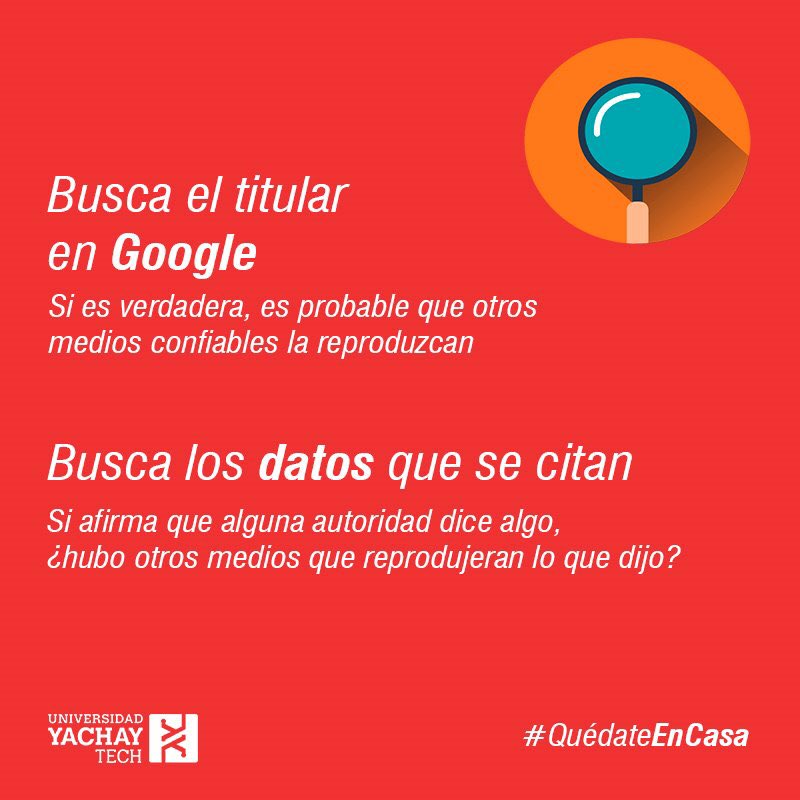 Busca el titular
en Google
Si es verdadera, es probable que otros
medios confiables la reproduzcan
Busca los datos que se citan
Si afirma que alguna autoridad dice algo,
¿hubo otros medios que reprodujeran lo que dijo?
UNIVERSIDAD
YACHAY
TECH
#QuédateEnCasa